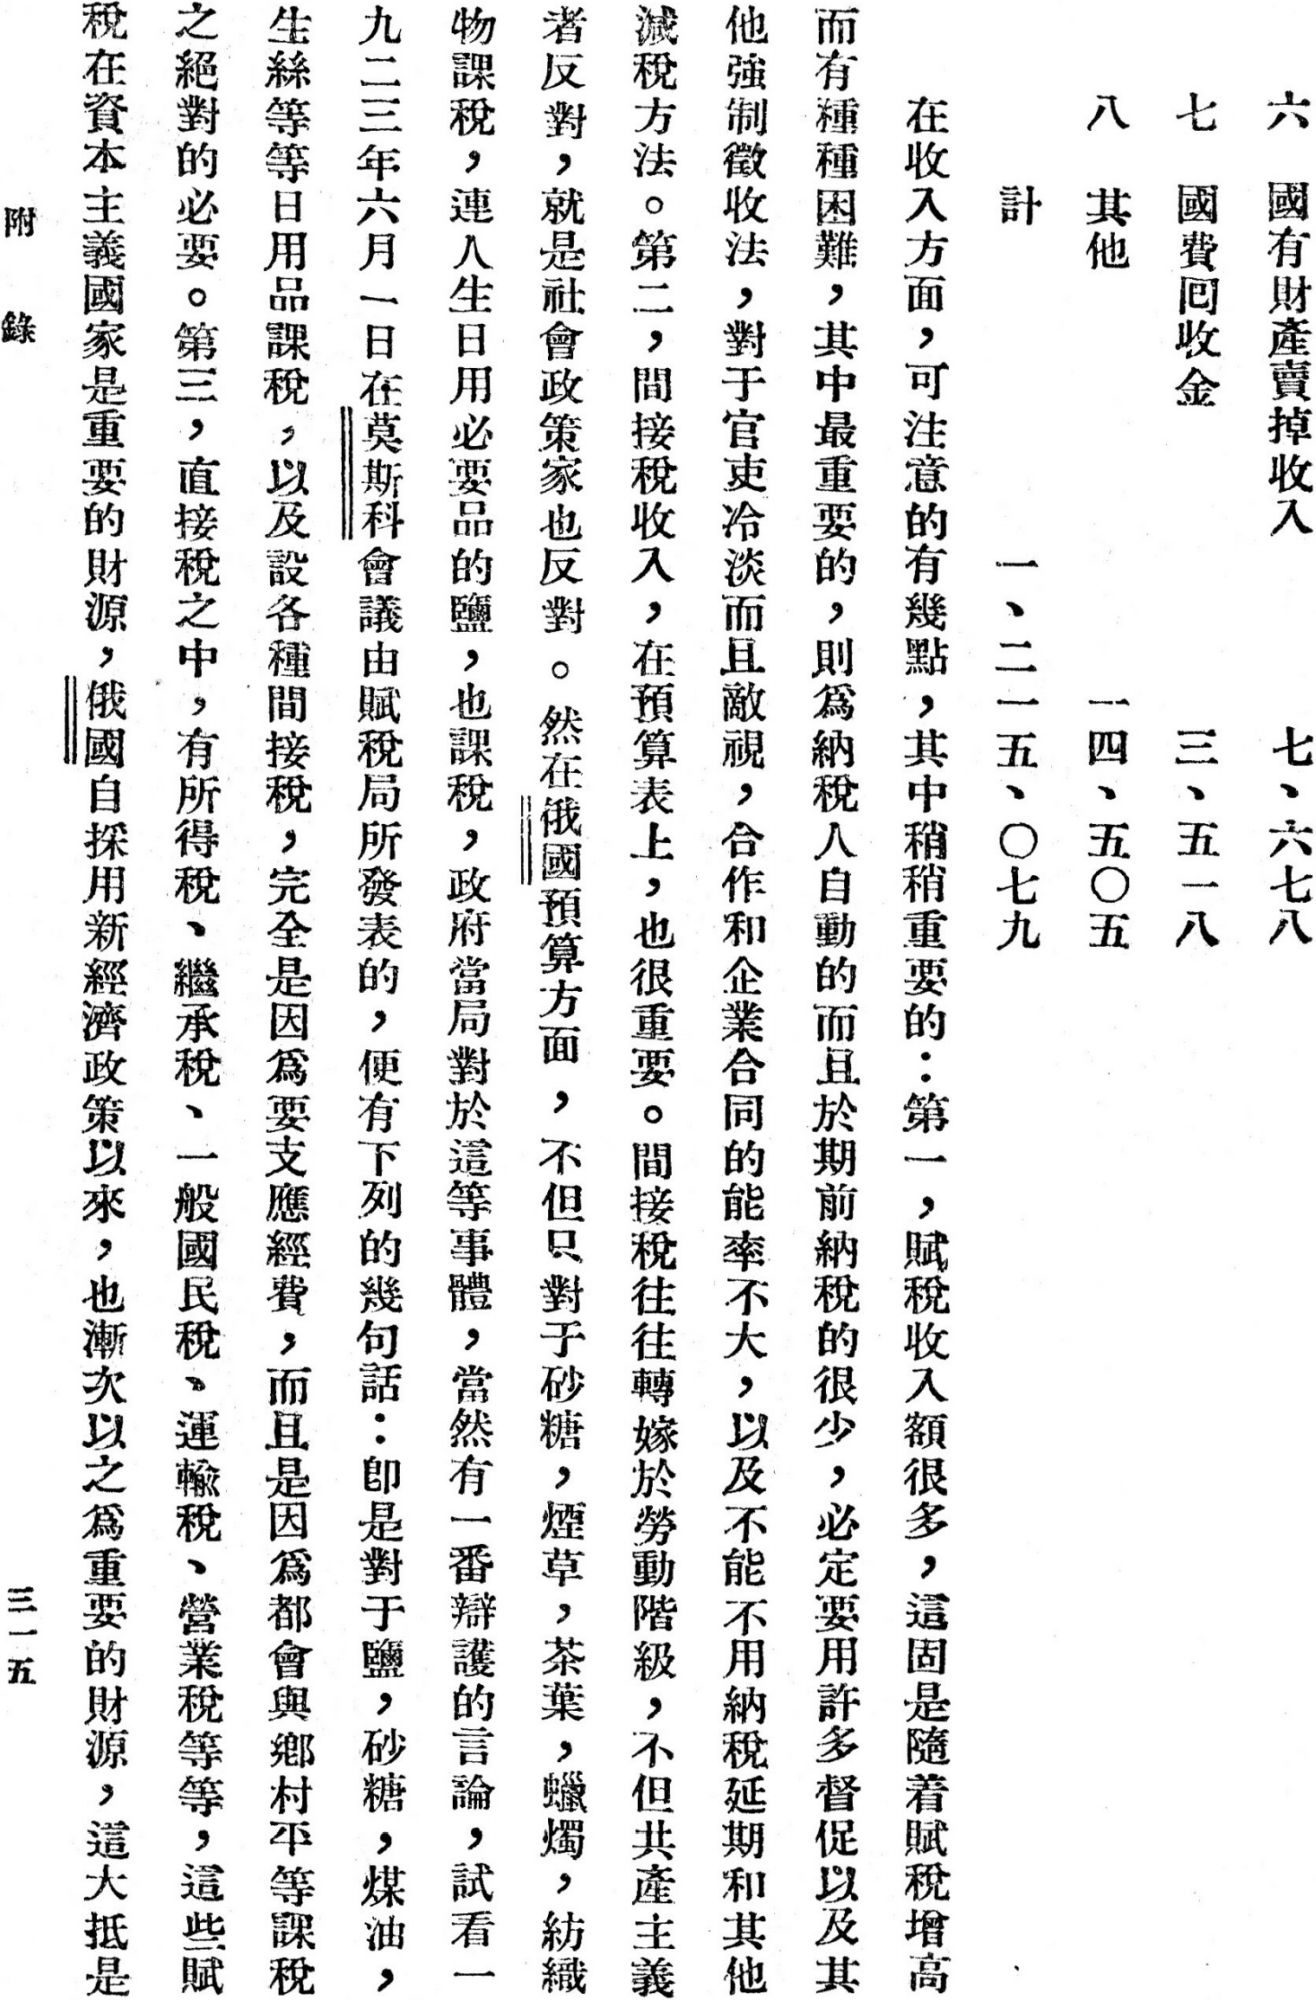 六　國有財產賣掉收入　七、六七八
七　國費囘收金　三、五一八
八　其他　一四、五〇五
計　一、二一五、〇七九
在收入方面，可注意的有幾點，其中稍稍重要的：第一，賦稅收入額很多，這固是隨着賦稅增高
而有種種困難，其中最重要的，則爲納稅人自動的而且於期前納稅的很少，必定要用許多督促以及其
他強制徵收法，對于官吏冷淡而且敵視，合作和企業合同的能率不大，以及不能不用納稅延期和其他
減稅方法。第二，間接稅收入，在預算表上，也很重要。間接稅往往轉嫁於勞動階級，不但共產主義
者反對，就是社會政策家也反對。然在俄國預算方面，不但只對于砂糖，煙草，茶葉，蠟燭，紡織
物課稅，連人生日用必要品的鹽，也課稅，政府當局對於這等事體，當然有一番辯護的言論，試看一
九二三年六月一日在莫斯科會議由賦稅局所發表的，便有下列的幾句話：卽是對于鹽，砂糖，煤油，
生絲等等日用品課稅，以及設各種間接稅，完全是因爲要支應經費，而且是因爲都會與鄉村平等課稅
之絕對的必要。第三，直接稅之中，有所得稅、繼承稅、一般國民稅、運輸稅、營業稅等等，這些賦
稅在資本主義國家是重要的財源，俄國自採用新經濟政策以來，也漸次以之爲重要的財源，這大抵是
附　錄　三一五